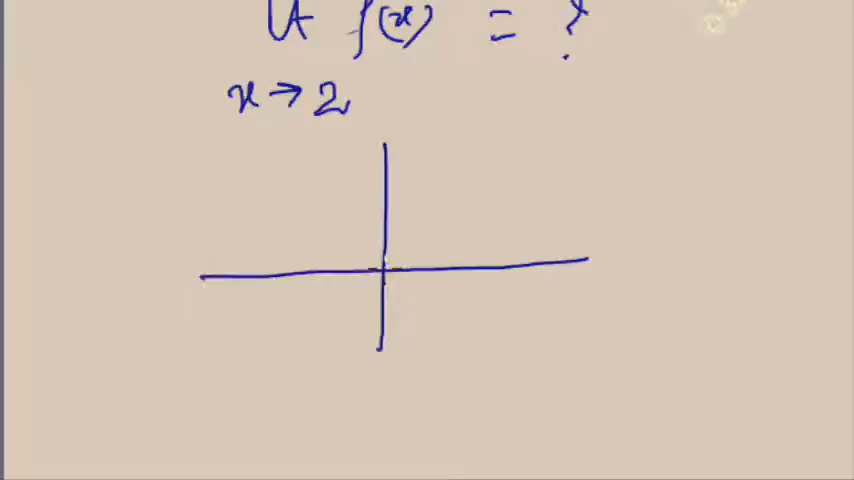 Lt f(x) = ?
x → 2